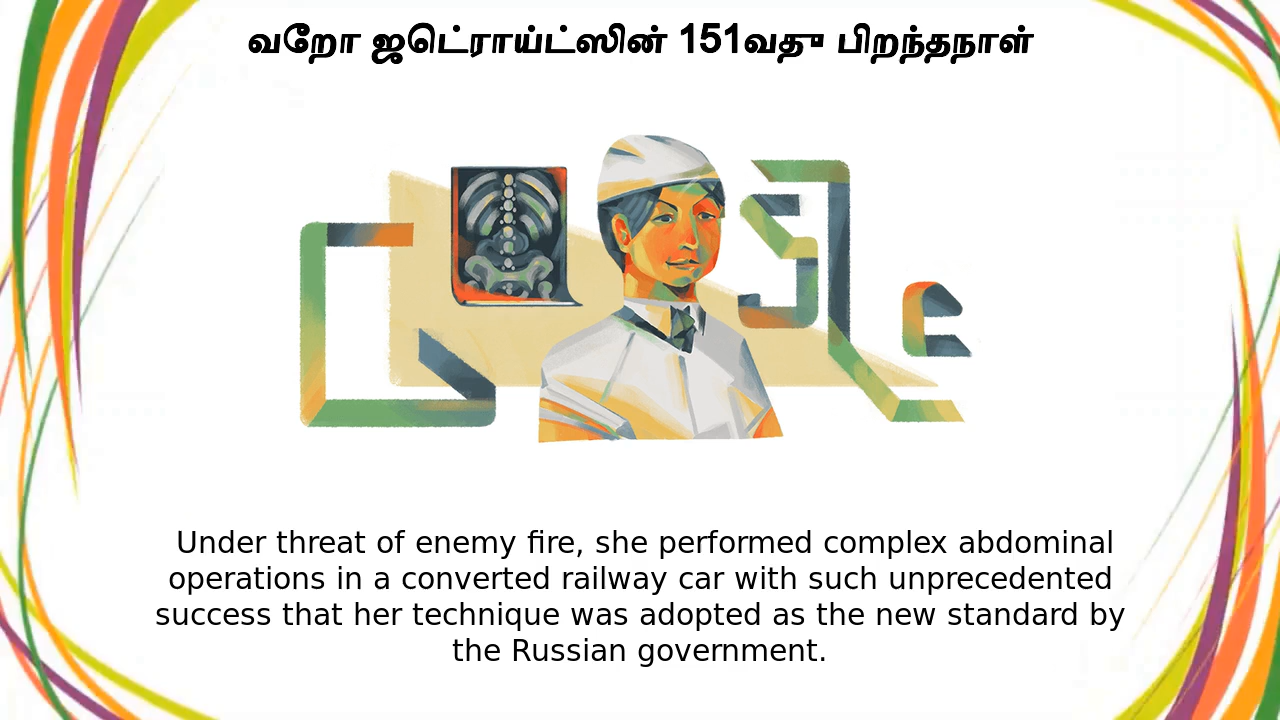 வறோ ஜடெ்ராய்ட்ஸின் 151வது பிறந்தநாள்
Under threat of enemy fire, she performed complex abdominal
operations in a converted railway car with such unprecedented
success that her technique was adopted as the new standard by
the Russian government.